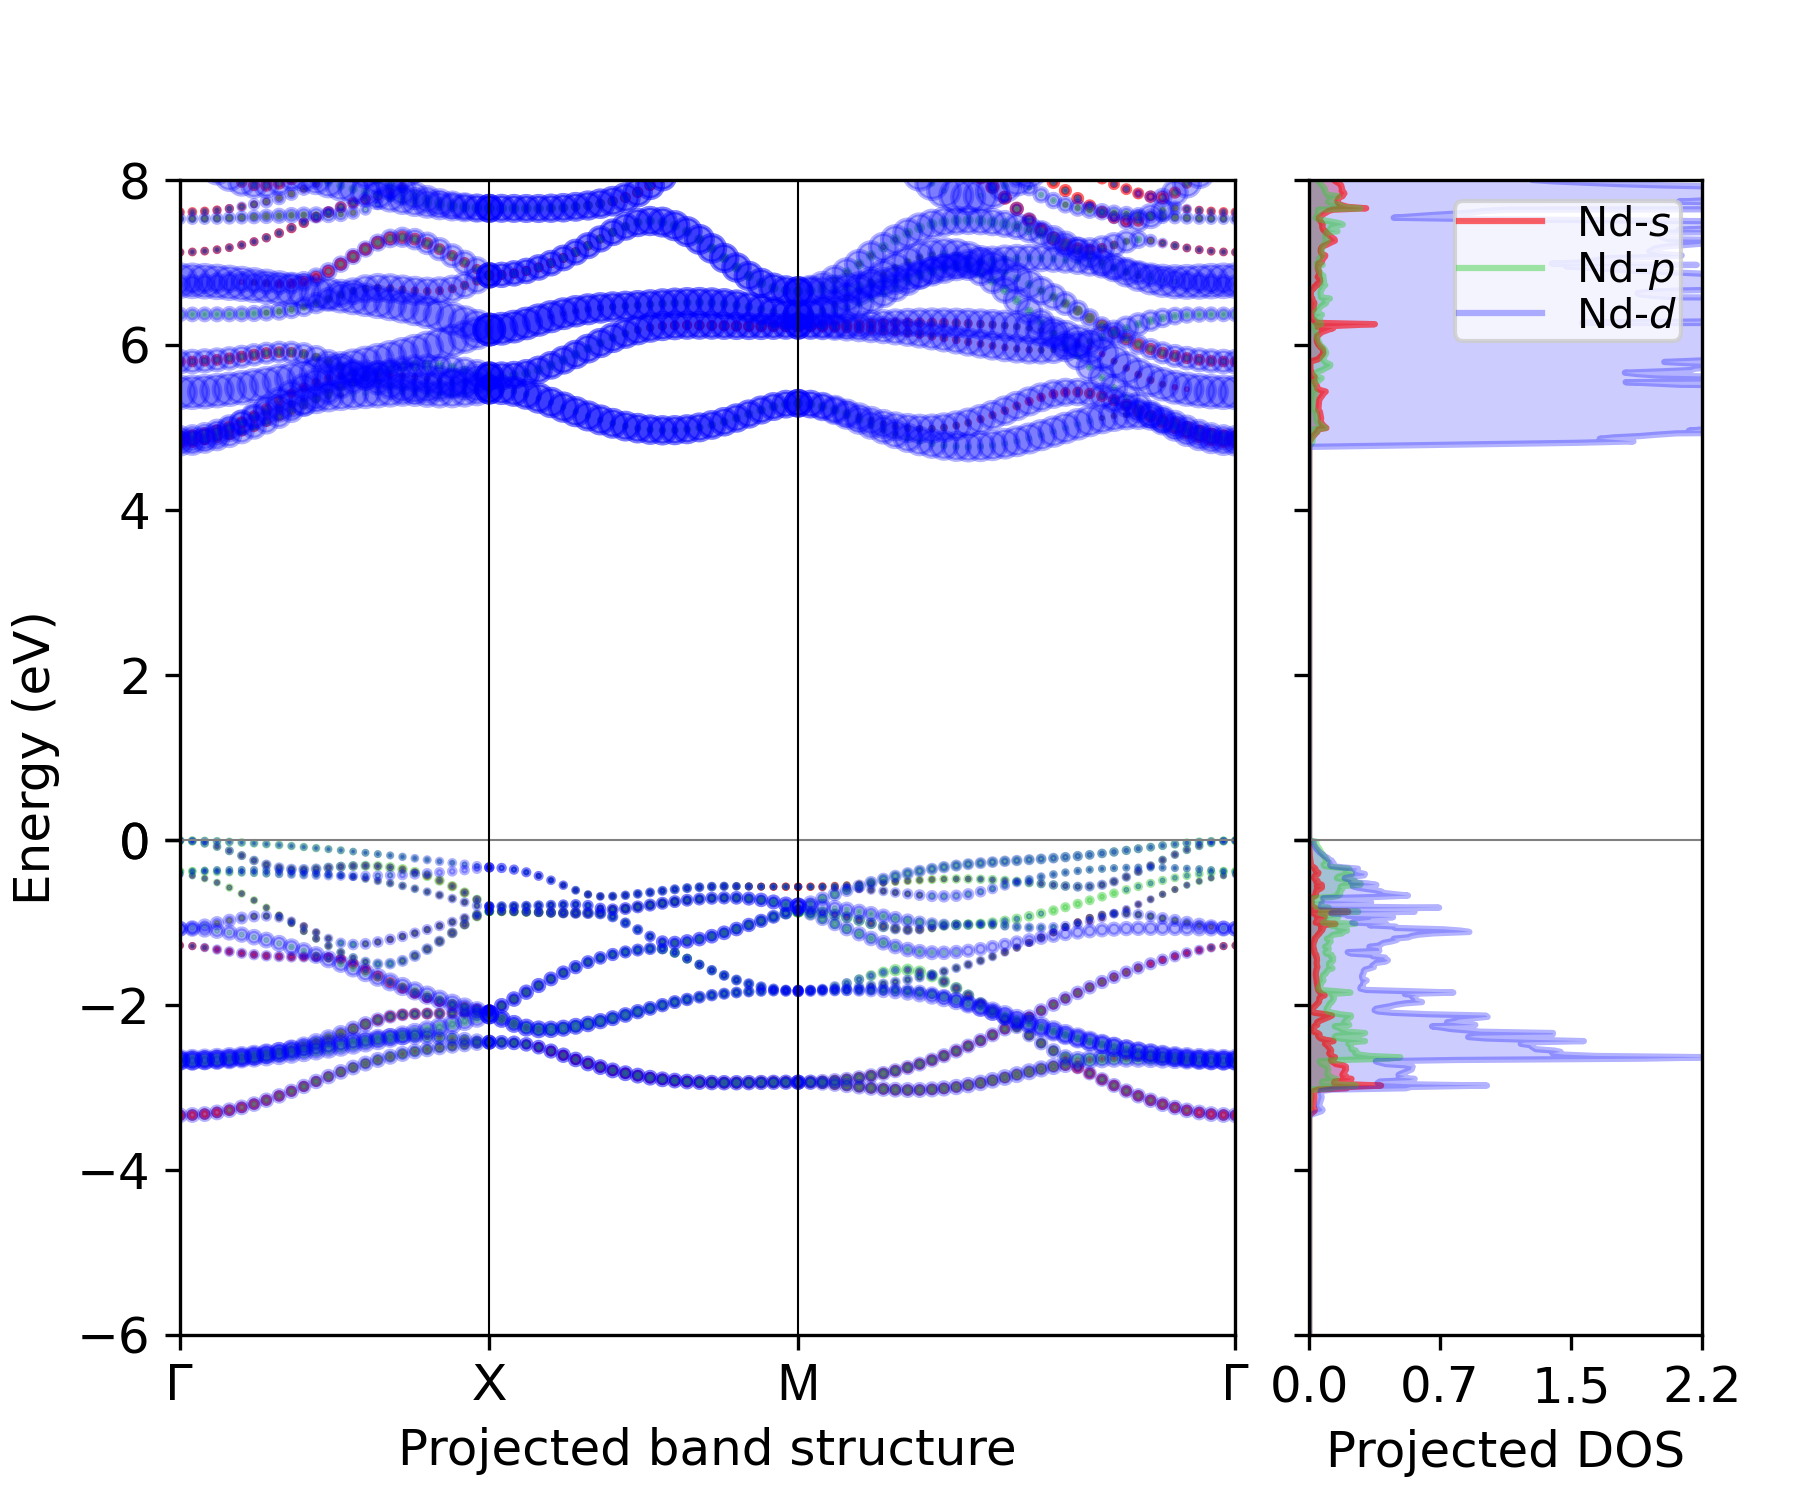 Energy (eV)
8
6
4
2
0
−2
−4
−6
Γ X M Γ
Projected band structure
Nd-s
Nd-p
Nd-d
0.0 0.7 1.5 2.2
Projected DOS